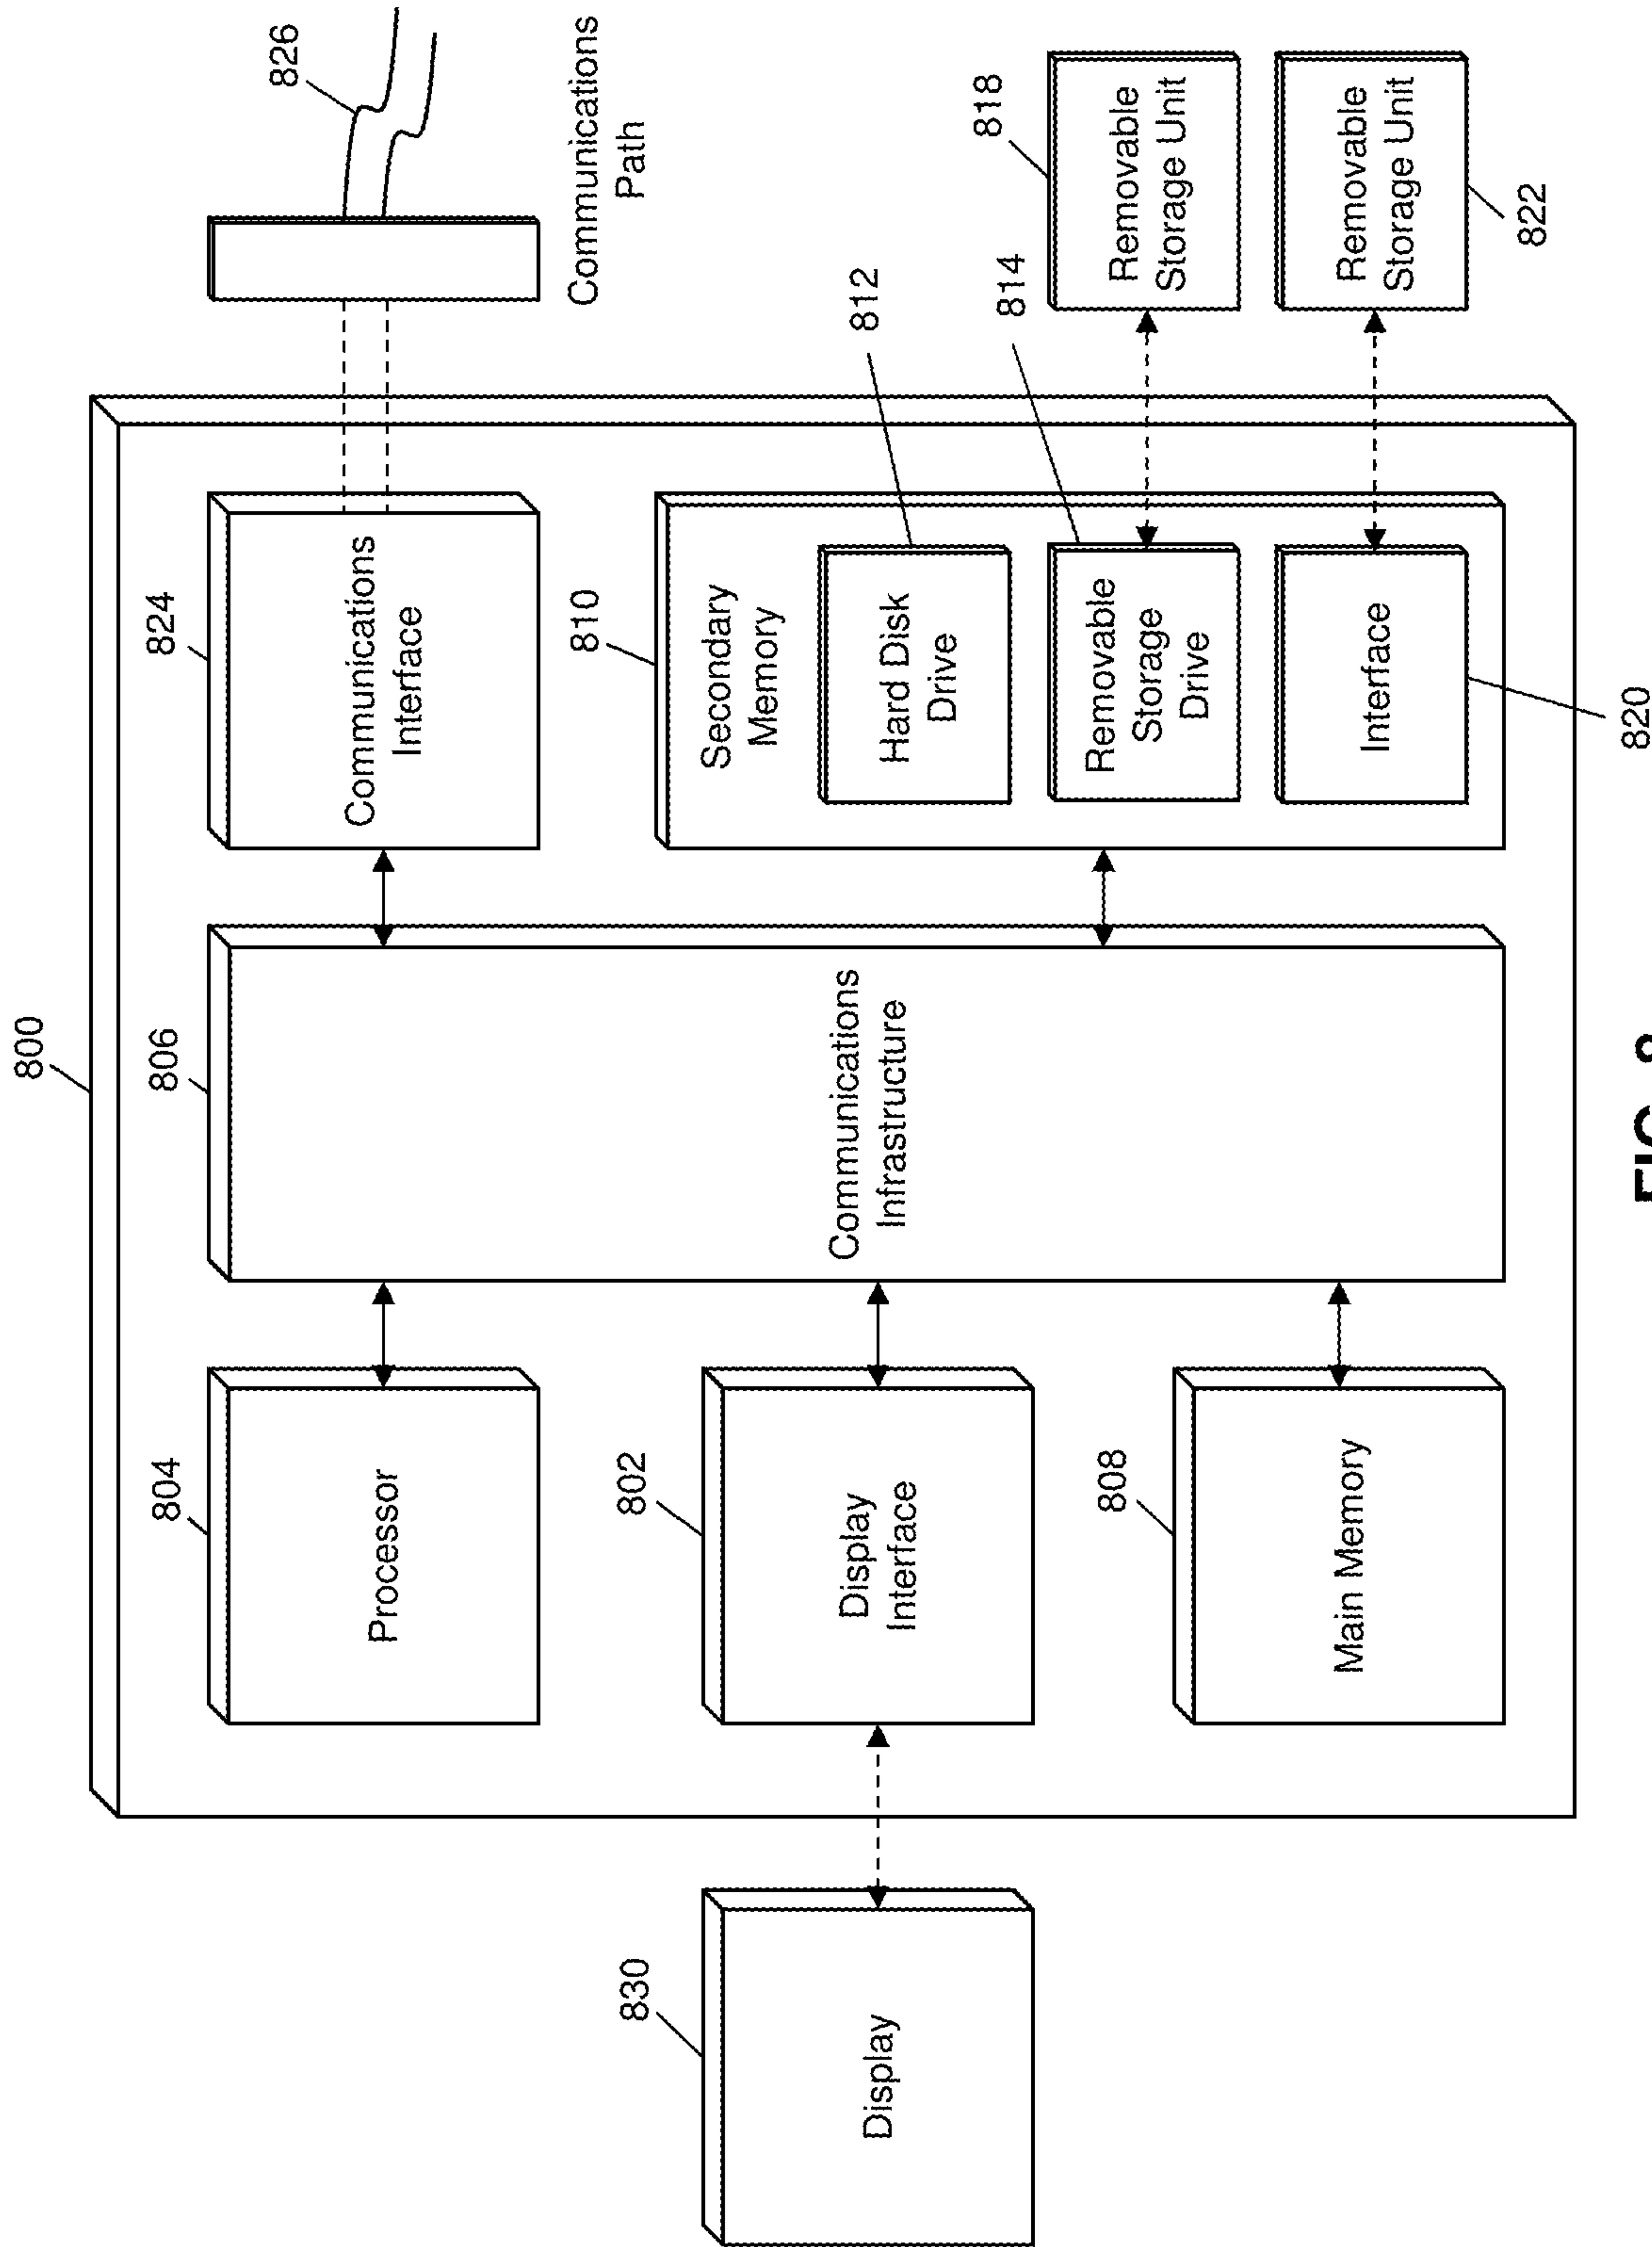 800
804
806
824
826
Processor
Communications
Interface
Communications
Path
830
802
810
Display
Display
Interface
Communications
Infrastructure
Secondary
Memory
812
Hard Disk
Drive
808
818
814
Main Memory
Removable
Storage
Drive
Removable
Storage Unit
Interface
Removable
Storage Unit
822
820
FIG